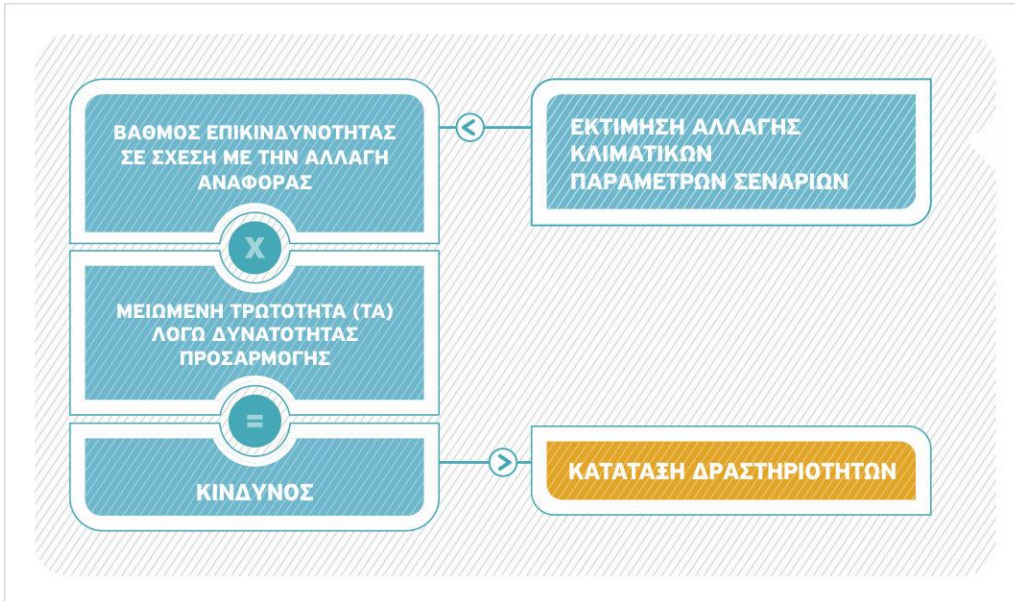 ΒΑΘΜΟΣ ΕΠΙΚΙΝΔΥΝΟΤΗΤΑΣ
ΣΕ ΣΧΕΣΗ ΜΕ ΤΗΝ ΑΛΛΑΓΗ
ΑΝΑΦΟΡΑΣ
<
ΕΚΤΙΜΗΣΗ ΑΛΛΑΓΗΣ
ΚΛΙΜΑΤΙΚΩΝ
ΠΑΡΑΜΕΤΡΩΝ ΣΕΝΑΡΙΩΝ
X
ΜΕΙΩΜΕΝΗ ΤΡΩΤΟΤΗΤΑ (ΤΑ)
ΛΟΓΩ ΔΥΝΑΤΟΤΗΤΑΣ
ΠΡΟΣΑΡΜΟΓΗΣ
=
ΚΙΝΔΥΝΟΣ
>
ΚΑΤΑΤΑΞΗ ΔΡΑΣΤΗΡΙΟΤΗΤΩΝ